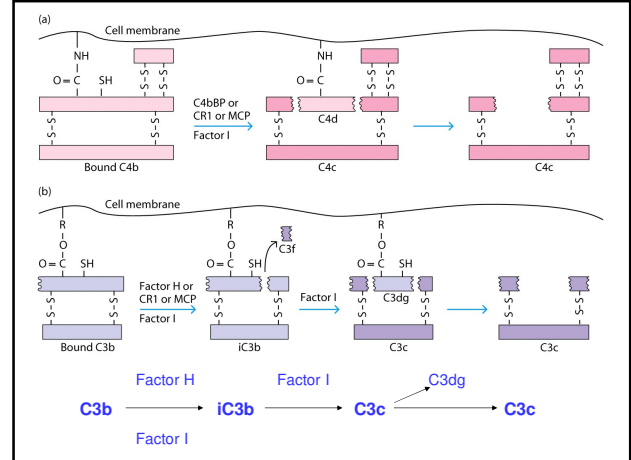 (a)
Cell membrane
NH
NH
O = C
SH
S-S
S-S
O = C
C4bBP or
CR1 or MCP
Factor I
C4d
S-S
S-S
S-S
S-S
S-S
S-S
Bound C4b
S-S
S-S
C4c
S-S
S-S
C4c
(b)
Cell membrane
R
O
O = C
SH
R
O
O = C
SH
C3f
R
O
O = C
SH
S-S
S-S
Factor H or
CR1 or MCP
Factor I
S-S
S-S
Factor I
C3dg
S-S
S-S
S-S
S-S
Bound C3b
iC3b
C3c
C3c
Factor H
Factor I
C3dg
C3b
iC3b
C3c
C3c
Factor I